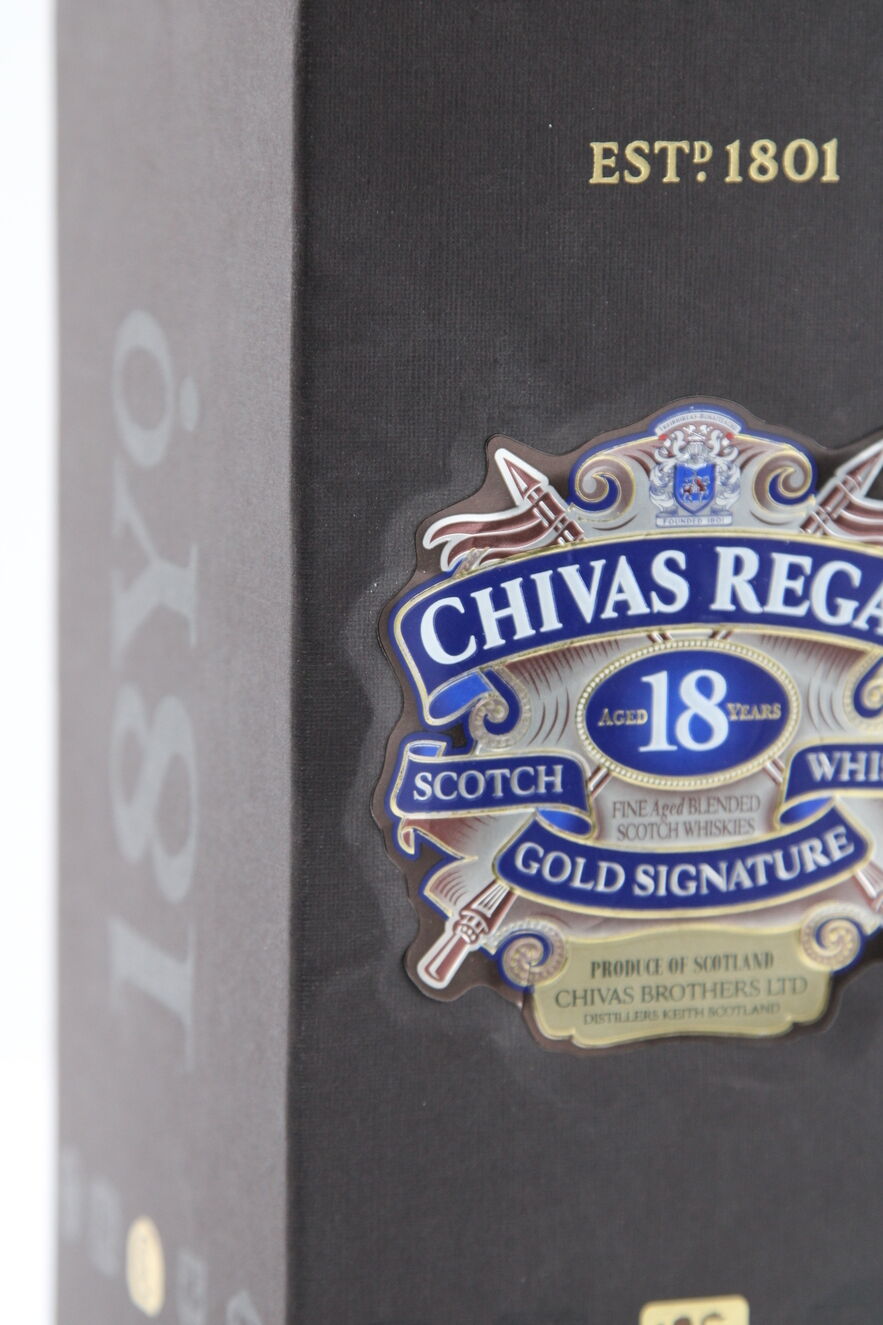 ESTᴰ. 1801
FOUNDED 1801
CHIVAS REGA
AGED 18 YEARS
SCOTCH WHIS
FINE Aged BLENDED
SCOTCH WHISKIES
GOLD SIGNATURE
PRODUCE OF SCOTLAND
CHIVAS BROTHERS LTD
DISTILLERS KEITH SCOTLAND
18YO